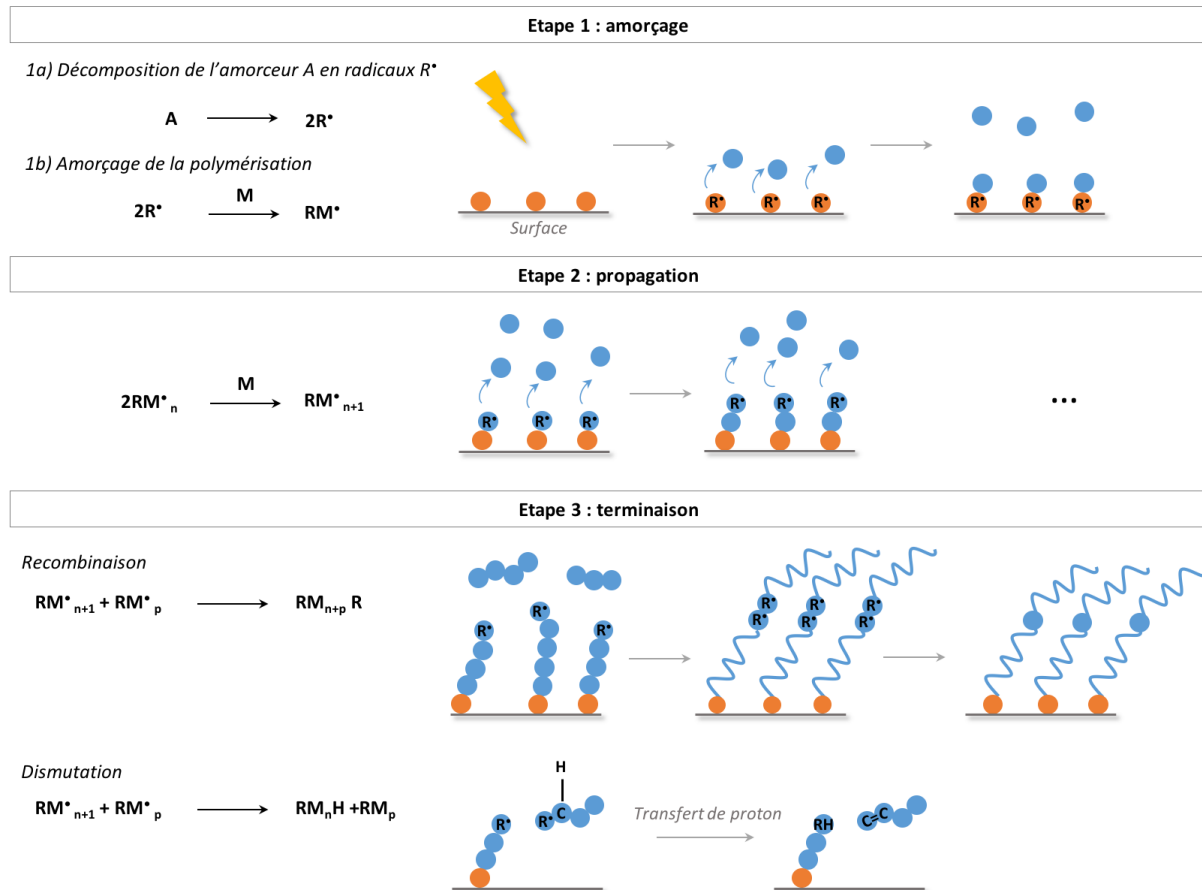 Etape 1 : amorçage
1a) Décomposition de l'amorceur A en radicaux R•
A → 2R•
1b) Amorçage de la polymérisation
M
2R• → RM•
Surface
R• R• R•
R• R• R•
Etape 2 : propagation
M
2RM•n → RM•n+1
R• R• R•
R• R• R•
...
Etape 3 : terminaison
Recombinaison
RM•n+1 + RM•p → RMn+p R
R• R• R•
R• R• R•
R• R• R•
Dismutation
RM•n+1 + RM•p → RMnH +RMp
H
R• R• C
Transfert de proton
RH C=C